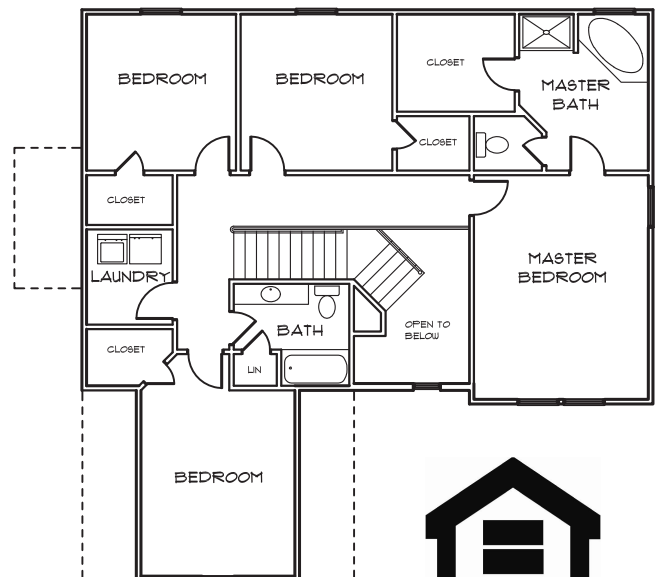 BEDROOM
BEDROOM
CLOSET
MASTER
BATH
CLOSET
CLOSET
LAUNDRY
MASTER
BEDROOM
BATH
OPEN TO
BELOW
CLOSET
LIN
BEDROOM